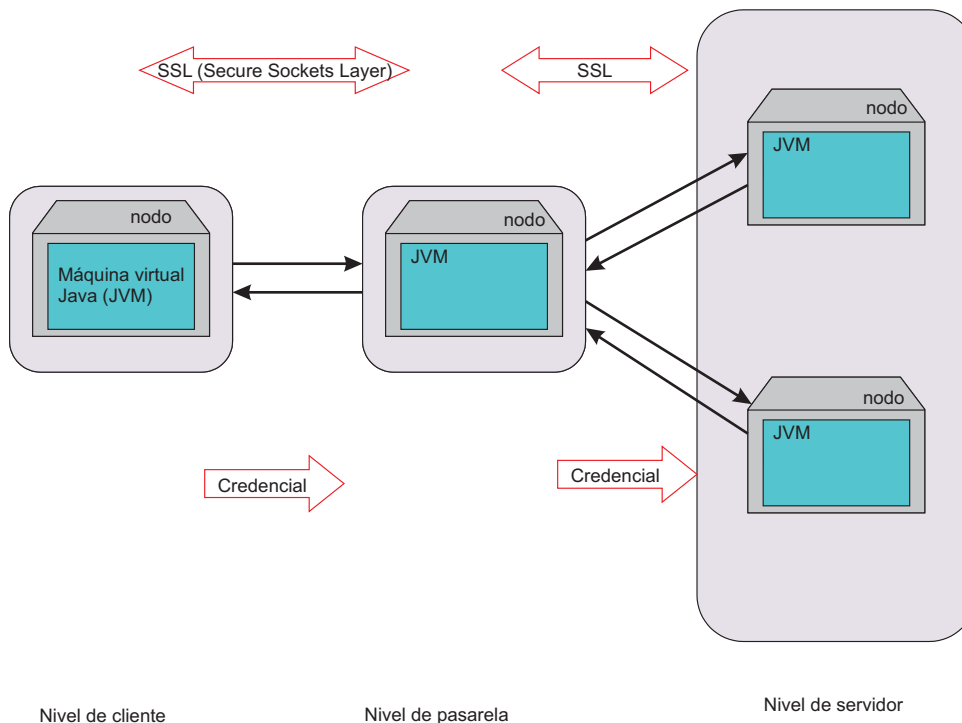 SSL (Secure Sockets Layer)
SSL
nodo
JVM
nodo
Máquina virtual
Java (JVM)
nodo
JVM
nodo
JVM
Credencial
Credencial
Nivel de cliente
Nivel de pasarela
Nivel de servidor